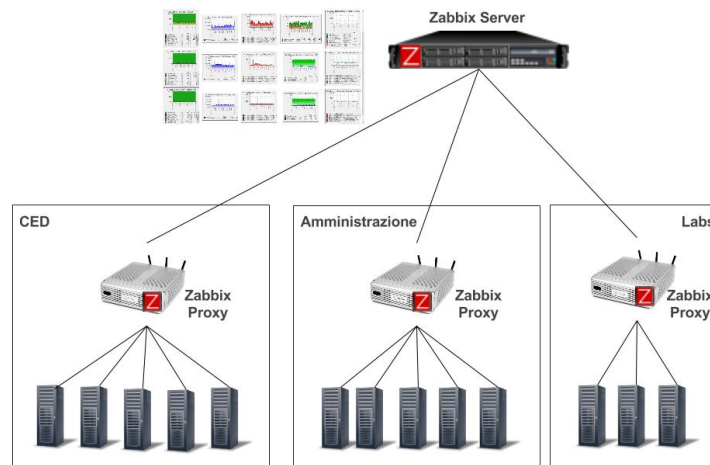 Zabbix Server
Z
CED
Amministrazione
Labs
Z
Zabbix
Proxy
Z
Zabbix
Proxy
Z
Zabbix
Proxy